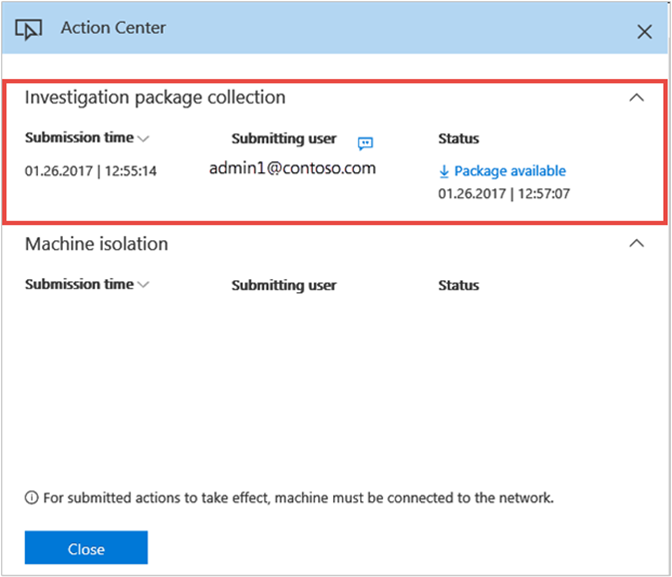 Action Center
Investigation package collection
Submission time Submitting user Status
01.26.2017 | 12:55:14 admin1@contoso.com Package available
01.26.2017 | 12:57:07
Machine isolation
Submission time Submitting user Status
For submitted actions to take effect, machine must be connected to the network.
Close